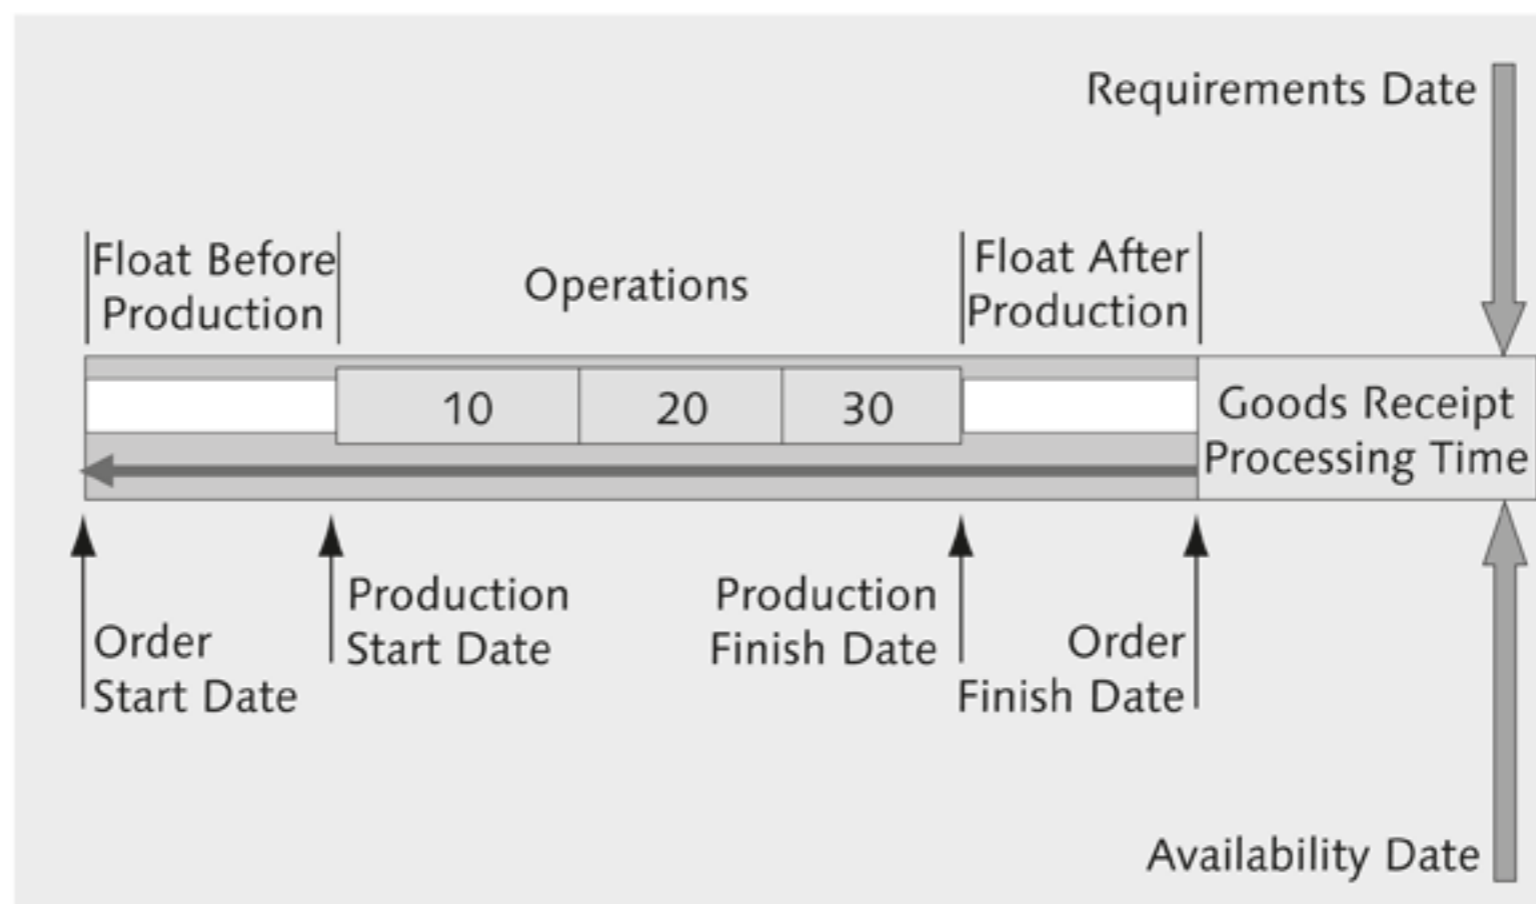 Requirements Date
Float Before
Production
Operations
Float After
Production
10
20
30
Goods Receipt
Processing Time
Production
Start Date
Production
Finish Date
Order
Start Date
Order
Finish Date
Availability Date